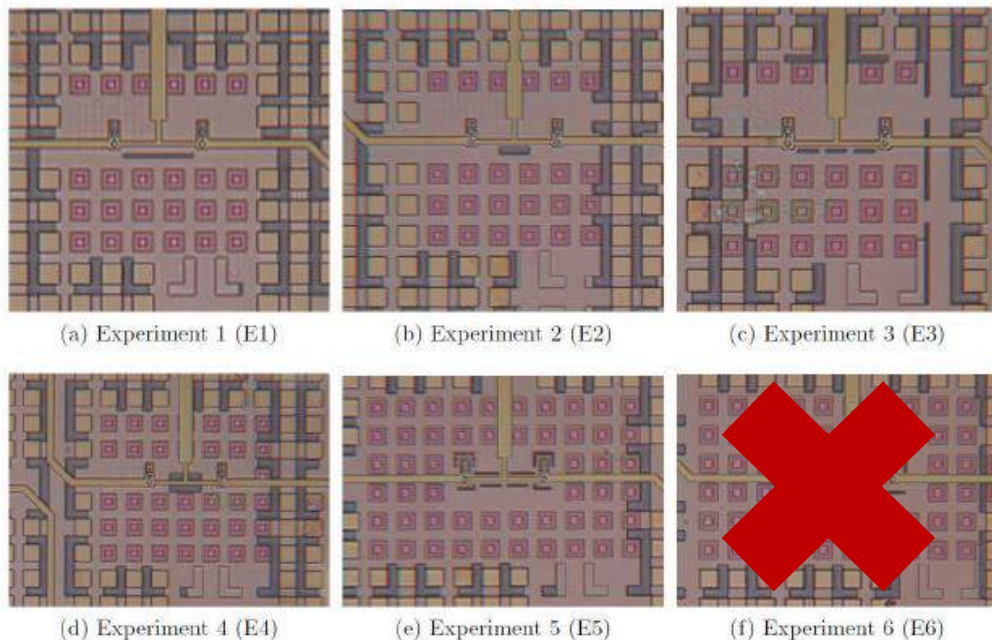 (a) Experiment 1 (E1)
(b) Experiment 2 (E2)
(c) Experiment 3 (E3)
(d) Experiment 4 (E4)
(e) Experiment 5 (E5)
(f) Experiment 6 (E6)